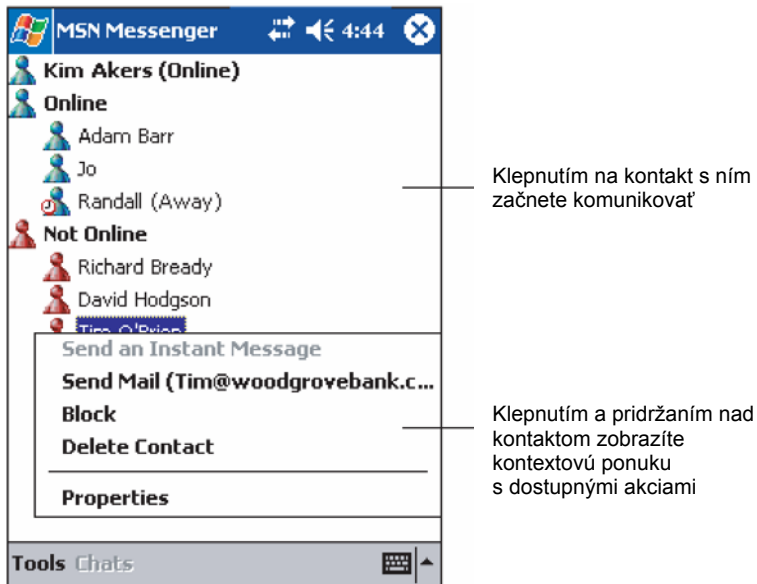 MSN Messenger 4:44
Kim Akers (Online)
Online
Adam Barr
Jo
Randall (Away)
Not Online
Richard Bready
David Hodgson
Tim O'Brien
Send an Instant Message
Send Mail (Tim@woodgrovebank.c...
Block
Delete Contact
Properties
Tools Chats
Klepnutím na kontakt s ním
začnete komunikovať
Klepnutím a pridržaním nad
kontaktom zobrazíte
kontextovú ponuku
s dostupnými akciami